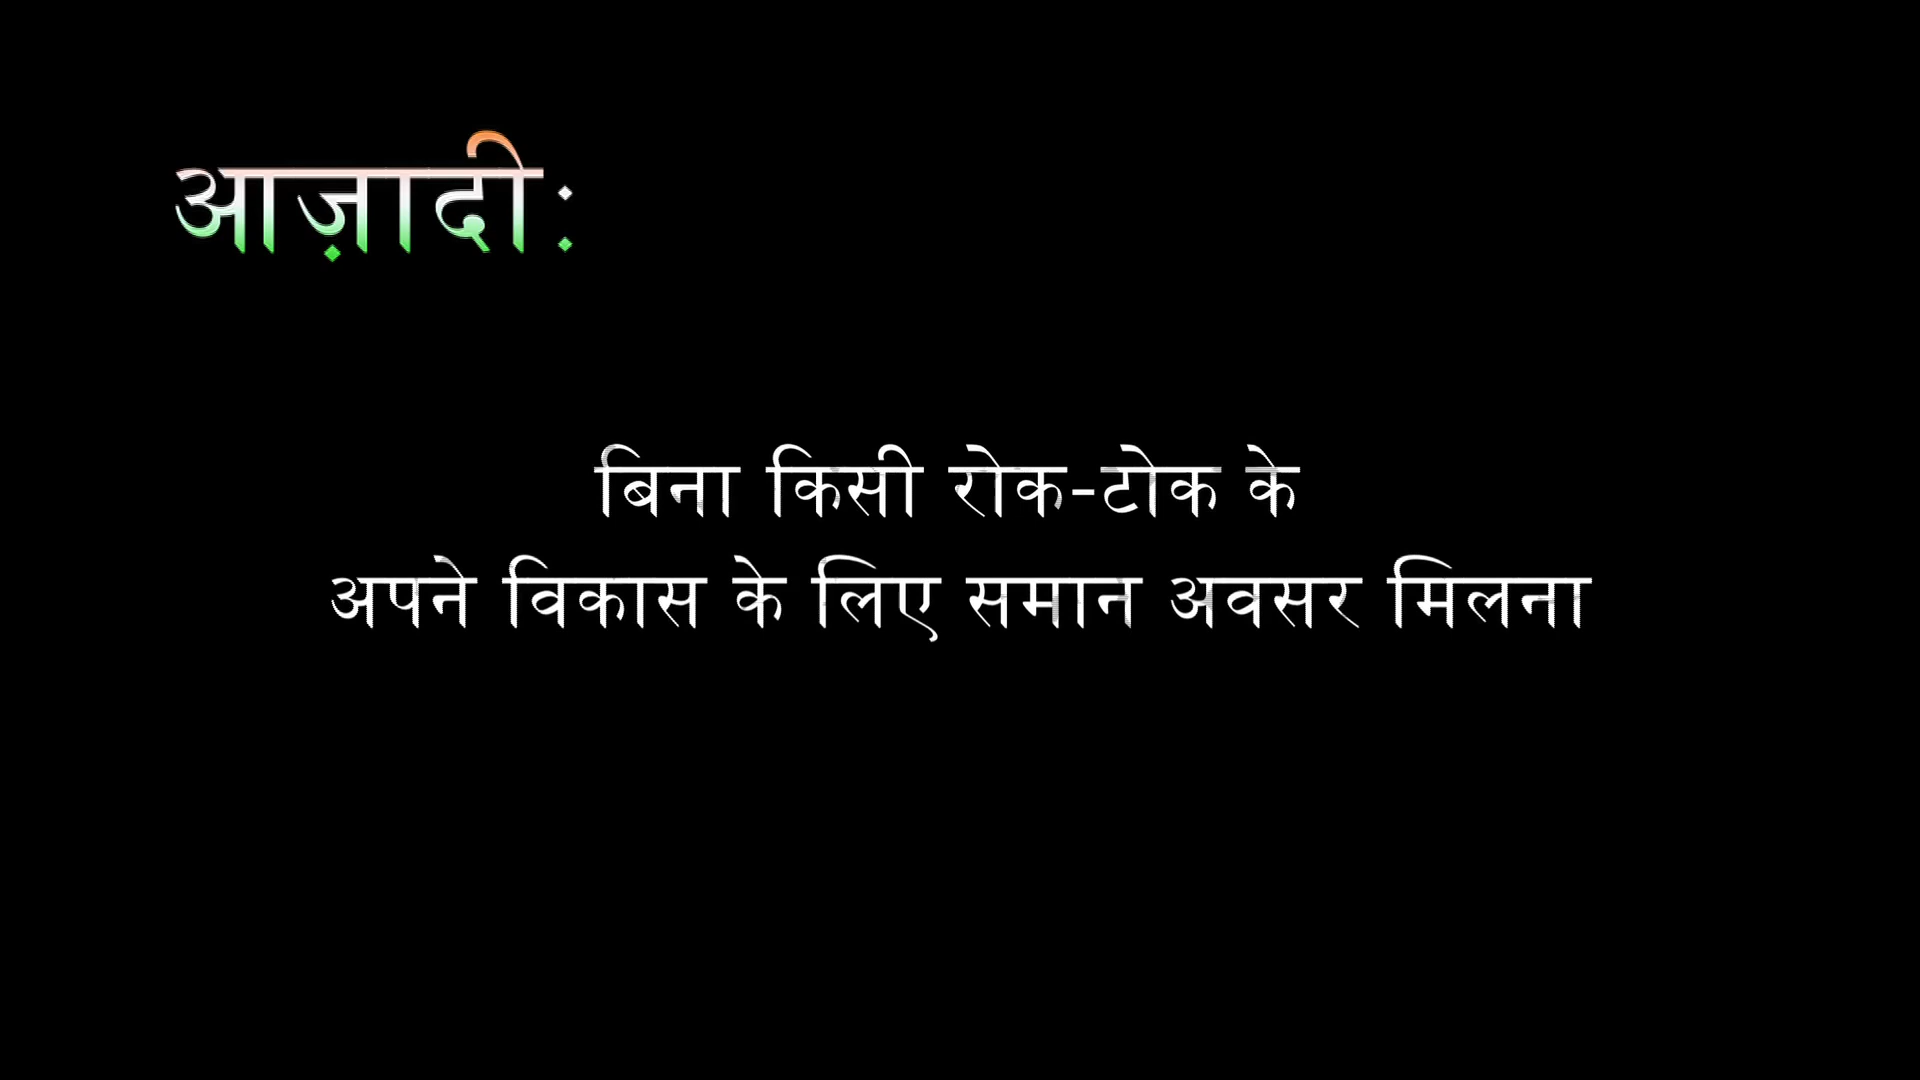 आज़ादी:
बिना किसी रोक-टोक के
अपने विकास के लिए समान अवसर मिलना